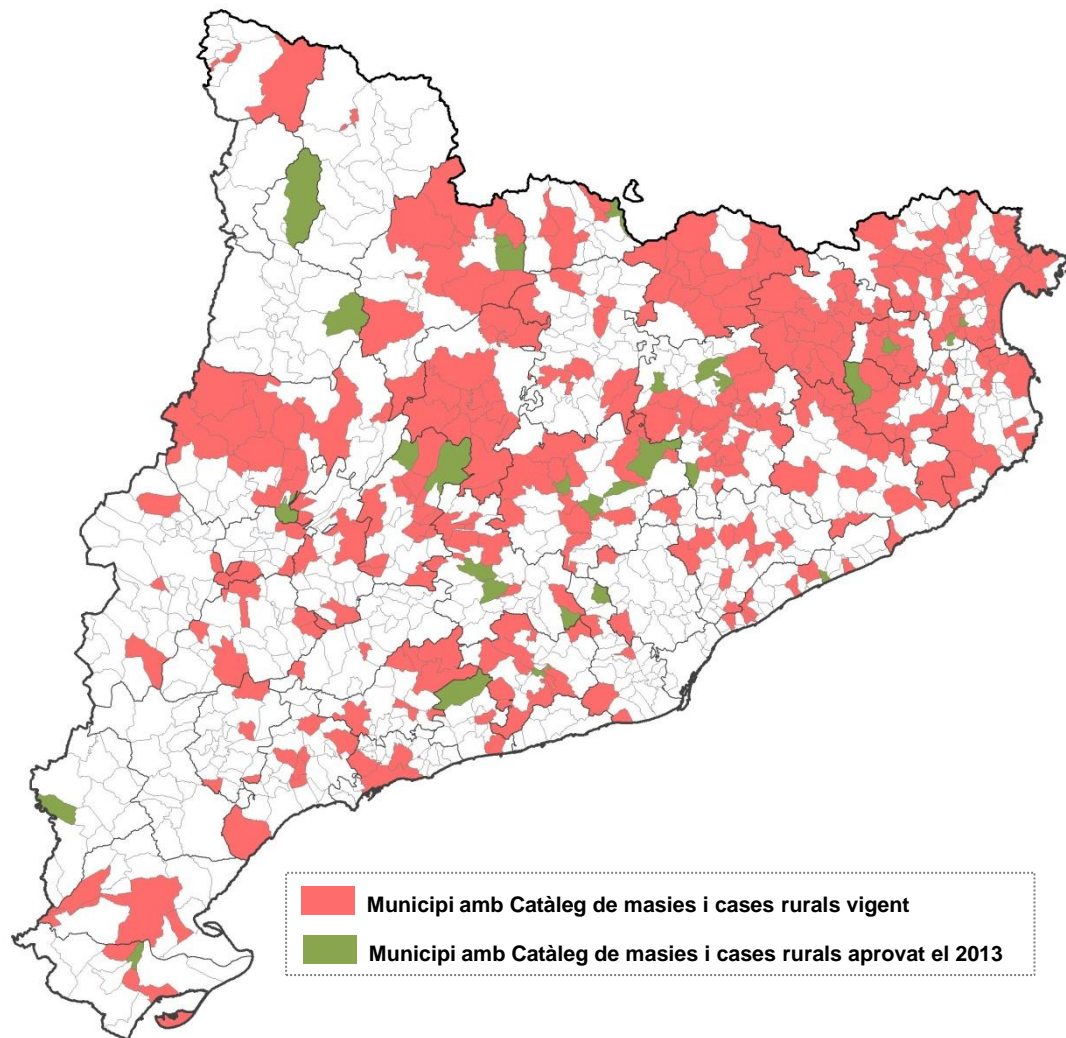 Municipi amb Catàleg de masies i cases rurals vigent
Municipi amb Catàleg de masies i cases rurals aprovat el 2013